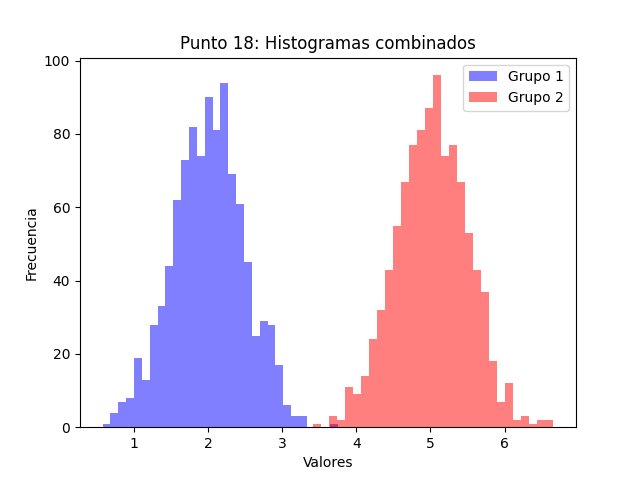 Punto 18: Histogramas combinados
Grupo 1
Grupo 2
Frecuencia
100
80
60
40
20
0
1 2 3 4 5 6
Valores